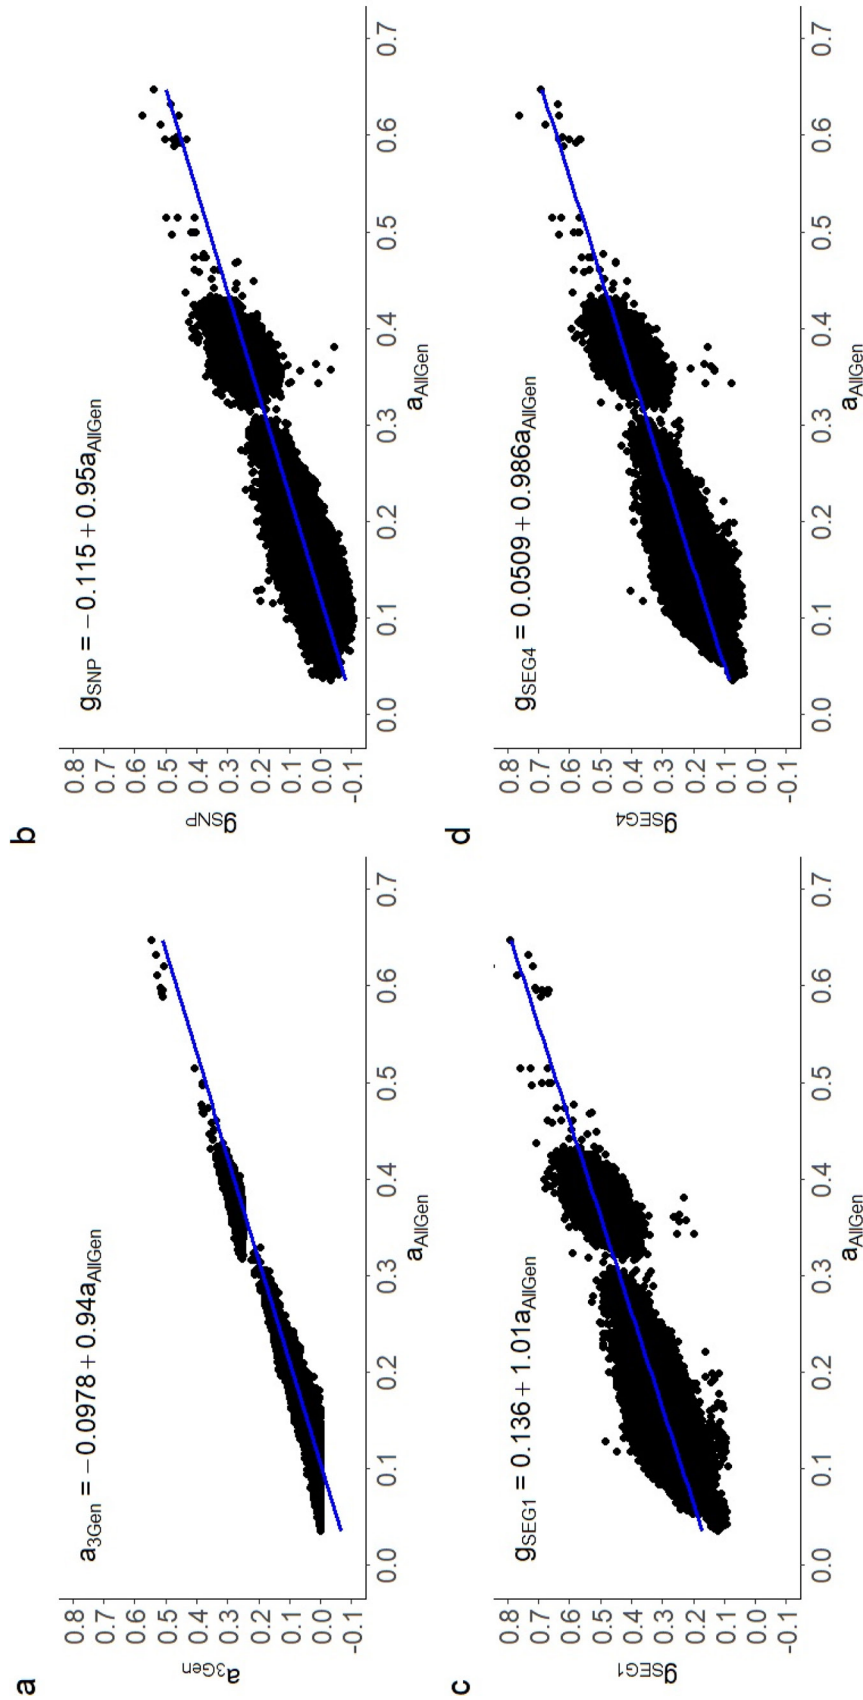 a
a3Gen = −0.0978 + 0.94aAllGen
0.8
0.7
0.6
0.5
0.4
0.3
0.2
0.1
0.0
-0.1
a3Gen
0.0 0.1 0.2 0.3 0.4 0.5 0.6 0.7
aAllGen
b
gSNP = −0.115 + 0.95aAllGen
0.8
0.7
0.6
0.5
0.4
0.3
0.2
0.1
0.0
-0.1
gSNP
0.0 0.1 0.2 0.3 0.4 0.5 0.6 0.7
aAllGen
c
gSEG1 = 0.136 + 1.01aAllGen
0.8
0.7
0.6
0.5
0.4
0.3
0.2
0.1
0.0
-0.1
gSEG1
0.0 0.1 0.2 0.3 0.4 0.5 0.6 0.7
aAllGen
d
gSEG4 = 0.0509 + 0.986aAllGen
0.8
0.7
0.6
0.5
0.4
0.3
0.2
0.1
0.0
-0.1
gSEG4
0.0 0.1 0.2 0.3 0.4 0.5 0.6 0.7
aAllGen